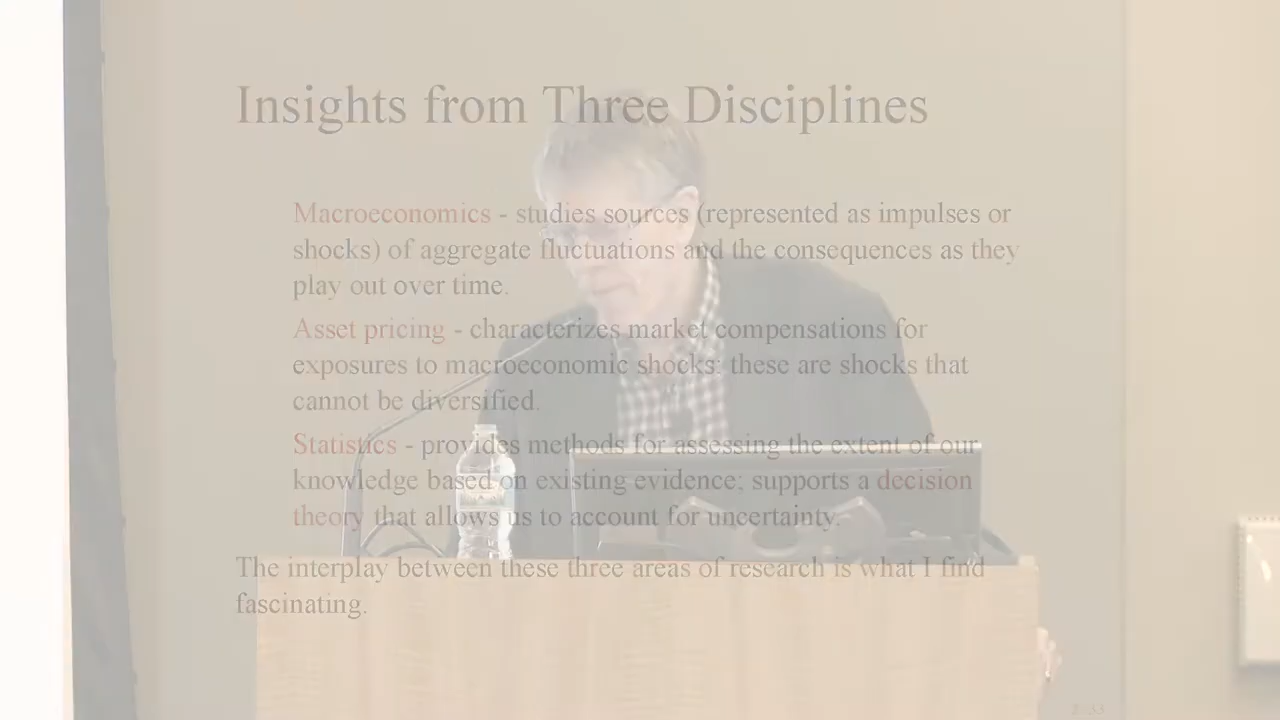 Insights from Three Disciplines
Macroeconomics - studies sources (represented as impulses or
shocks) of aggregate fluctuations and the consequences as they
play out over time.
Asset pricing - characterizes market compensations for
exposures to macroeconomic shocks; these are shocks that
cannot be diversified.
Statistics - provides methods for assessing the extent of our
knowledge based on existing evidence; supports a decision
theory that allows us to account for uncertainty.
The interplay between these three areas of research is what I find
fascinating.